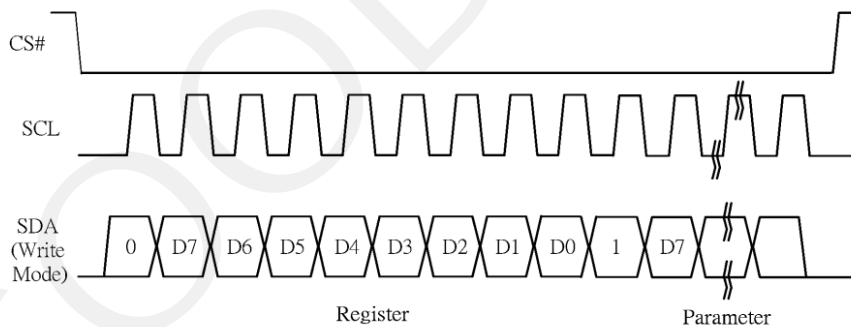 CS#
SCL
SDA
(Write
Mode)
0 D7 D6 D5 D4 D3 D2 D1 D0 1 D7
Register Parameter